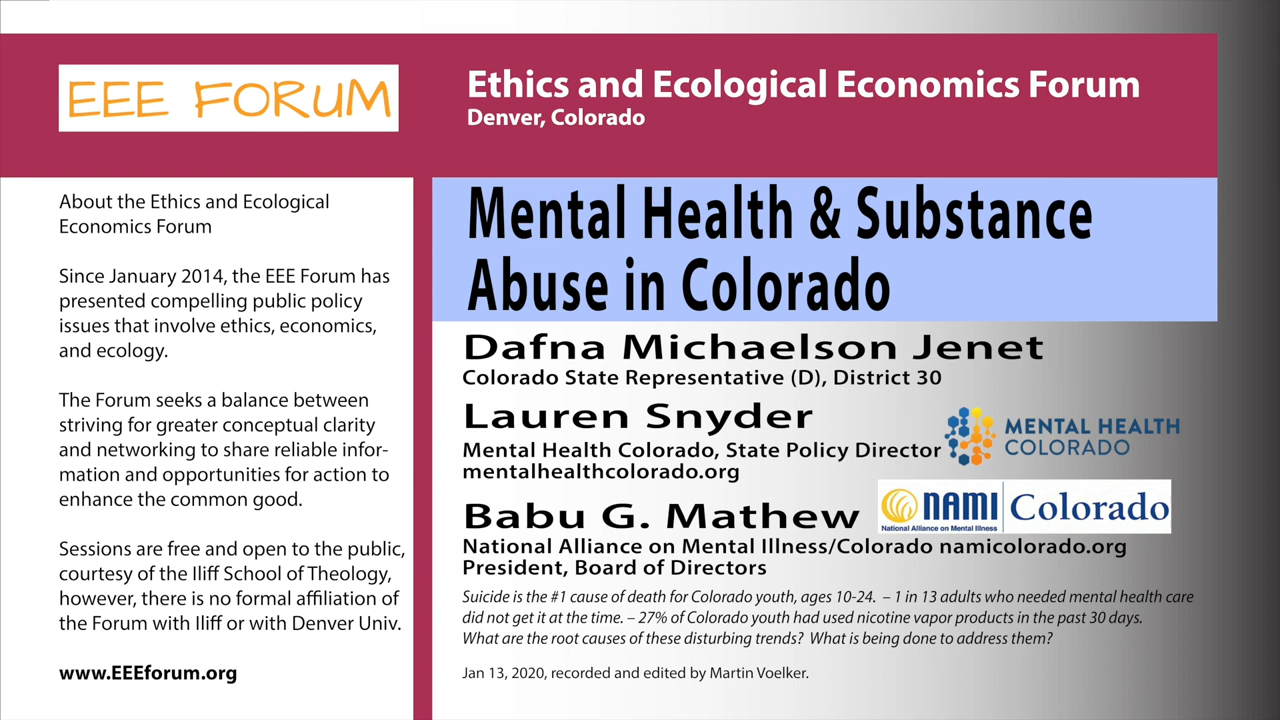 EEE FORUM
Ethics and Ecological Economics Forum
Denver, Colorado
About the Ethics and Ecological
Economics Forum
Since January 2014, the EEE Forum has
presented compelling public policy
issues that involve ethics, economics,
and ecology.
The Forum seeks a balance between
striving for greater conceptual clarity
and networking to share reliable infor-
mation and opportunities for action to
enhance the common good.
Sessions are free and open to the public,
courtesy of the Iliff School of Theology,
however, there is no formal affiliation of
the Forum with Iliff or with Denver Univ.
www.EEEforum.org
Mental Health & Substance
Abuse in Colorado
Dafna Michaelson Jenet
Colorado State Representative (D), District 30
Lauren Snyder
Mental Health Colorado, State Policy Director
mentalhealthcolorado.org
MENTAL HEALTH
COLORADO
Babu G. Mathew
NAMI Colorado
National Alliance on Mental Illness
National Alliance on Mental Illness/Colorado namicolorado.org
President, Board of Directors
Suicide is the #1 cause of death for Colorado youth, ages 10-24. – 1 in 13 adults who needed mental health care
did not get it at the time. – 27% of Colorado youth had used nicotine vapor products in the past 30 days.
What are the root causes of these disturbing trends? What is being done to address them?
Jan 13, 2020, recorded and edited by Martin Voelker.